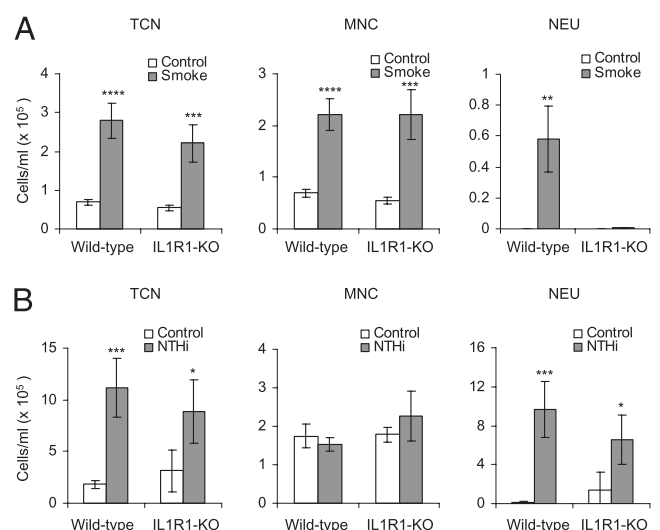 A
TCN
MNC
NEU
Control
Smoke
Control
Smoke
Control
Smoke
Cells/ml (x 10⁵)
4
3
2
1
0
****
***
Wild-type IL1R1-KO
3
2
1
0
****
***
Wild-type IL1R1-KO
1
0.8
0.6
0.4
0.2
0
**
Wild-type IL1R1-KO
B
TCN
MNC
NEU
Control
NTHi
Control
NTHi
Control
NTHi
Cells/ml (x 10⁵)
15
10
5
0
***
*
Wild-type IL1R1-KO
4
3
2
1
0
Wild-type IL1R1-KO
16
12
8
4
0
***
*
Wild-type IL1R1-KO